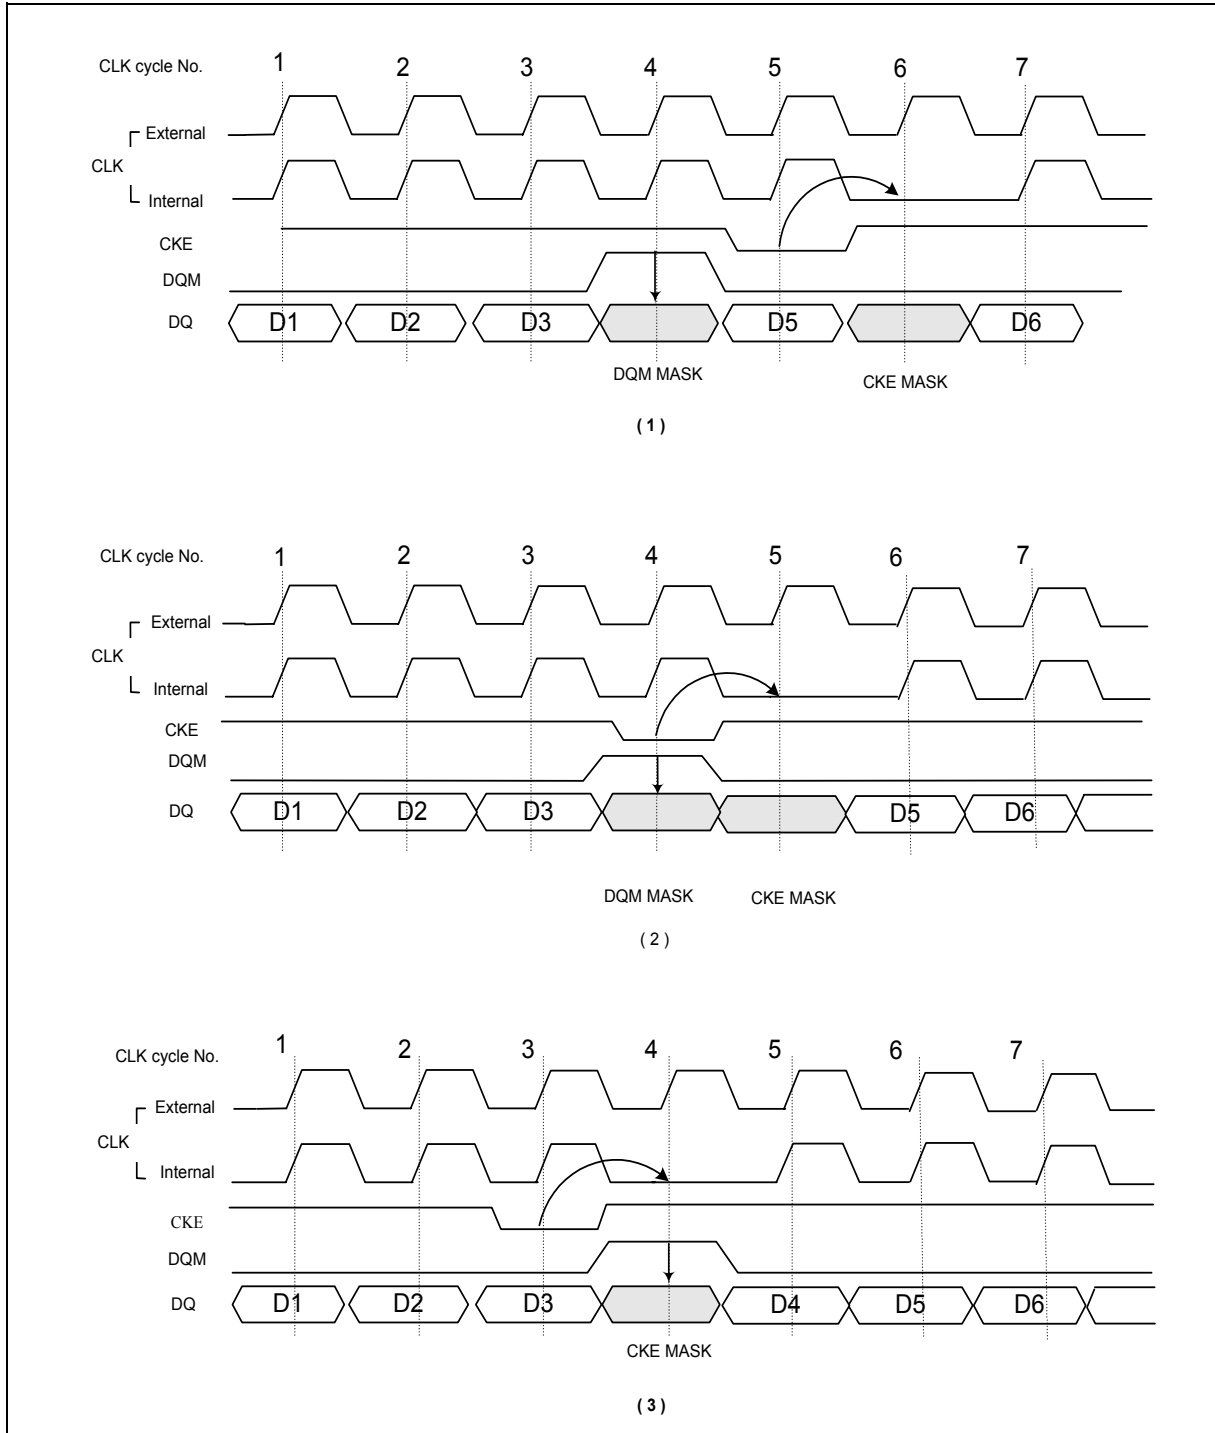 CLK cycle No. 1 2 3 4 5 6 7
External
CLK
Internal
CKE
DQM
DQ D1 D2 D3 D5 D6
DQM MASK CKE MASK
( 1 )
CLK cycle No. 1 2 3 4 5 6 7
External
CLK
Internal
CKE
DQM
DQ D1 D2 D3 D5 D6
DQM MASK CKE MASK
( 2 )
CLK cycle No. 1 2 3 4 5 6 7
External
CLK
Internal
CKE
DQM
DQ D1 D2 D3 D4 D5 D6
CKE MASK
( 3 )